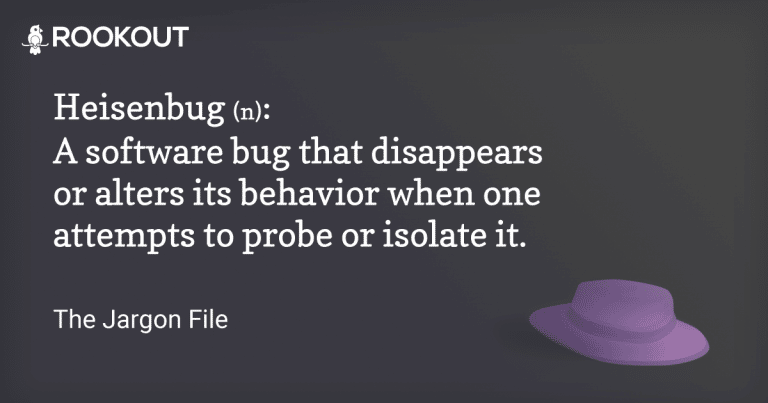 ROOKOUT
Heisenbug (n):
A software bug that disappears
or alters its behavior when one
attempts to probe or isolate it.
The Jargon File